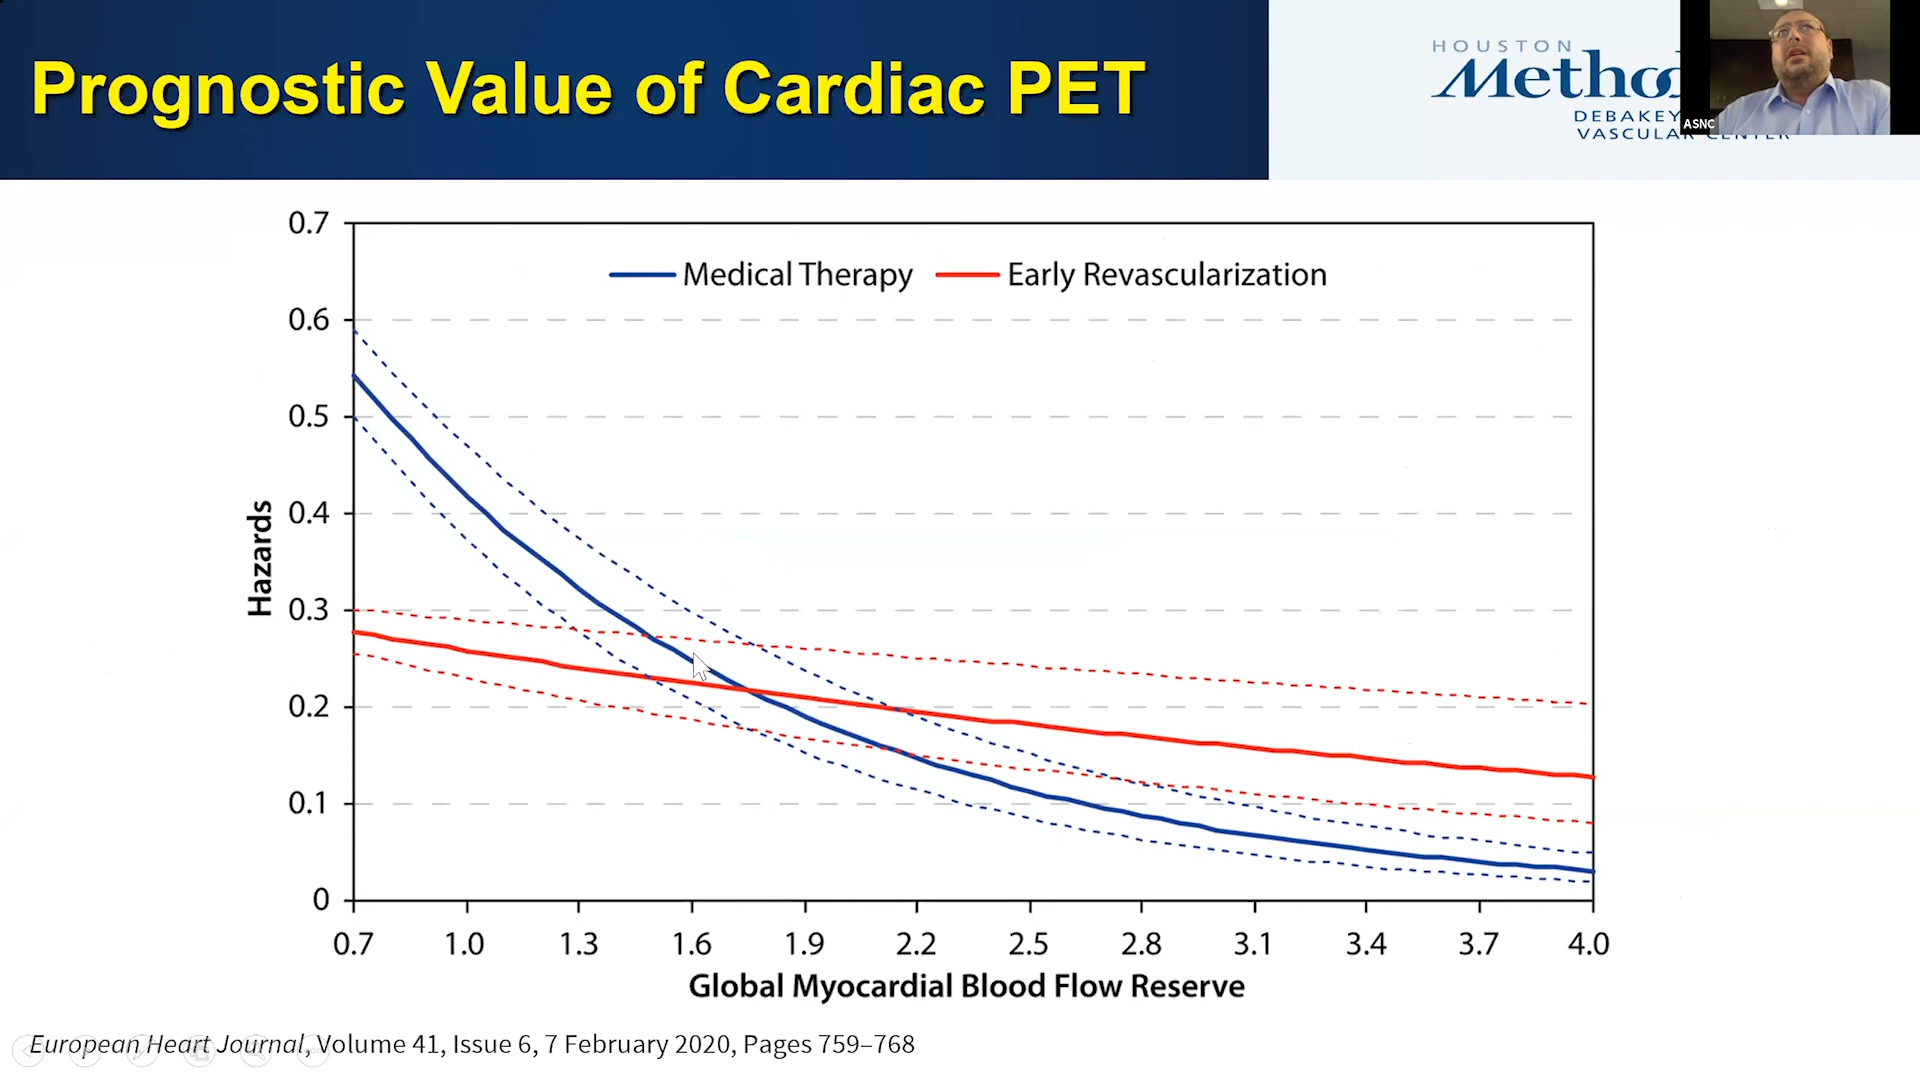 Prognostic Value of Cardiac PET
HOUSTON
DEBAKEY
VASCULAR CENTER
ASNC
0.7
0.6
0.5
0.4
0.3
0.2
0.1
0
Hazards
Medical Therapy Early Revascularization
0.7 1.0 1.3 1.6 1.9 2.2 2.5 2.8 3.1 3.4 3.7 4.0
Global Myocardial Blood Flow Reserve
European Heart Journal, Volume 41, Issue 6, 7 February 2020, Pages 759–768